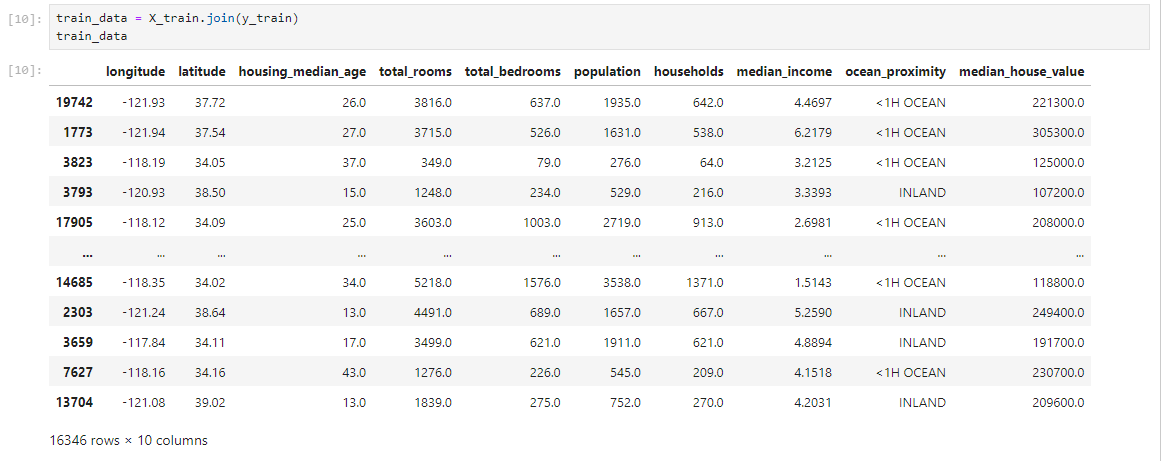 [10]: train_data = X_train.join(y_train)
train_data
[10]: longitude latitude housing_median_age total_rooms total_bedrooms population households median_income ocean_proximity median_house_value
19742 -121.93 37.72 26.0 3816.0 637.0 1935.0 642.0 4.4697 <1H OCEAN 221300.0
1773 -121.94 37.54 27.0 3715.0 526.0 1631.0 538.0 6.2179 <1H OCEAN 305300.0
3823 -118.19 34.05 37.0 349.0 79.0 276.0 64.0 3.2125 <1H OCEAN 125000.0
3793 -120.93 38.50 15.0 1248.0 234.0 529.0 216.0 3.3393 INLAND 107200.0
17905 -118.12 34.09 25.0 3603.0 1003.0 2719.0 913.0 2.6981 <1H OCEAN 208000.0
... ... ... ... ... ... ... ... ... ... ...
14685 -118.35 34.02 34.0 5218.0 1576.0 3538.0 1371.0 1.5143 <1H OCEAN 118800.0
2303 -121.24 38.64 13.0 4491.0 689.0 1657.0 667.0 5.2590 INLAND 249400.0
3659 -117.84 34.11 17.0 3499.0 621.0 1911.0 621.0 4.8894 INLAND 191700.0
7627 -118.16 34.16 43.0 1276.0 226.0 545.0 209.0 4.1518 <1H OCEAN 230700.0
13704 -121.08 39.02 13.0 1839.0 275.0 752.0 270.0 4.2031 INLAND 209600.0
16346 rows × 10 columns